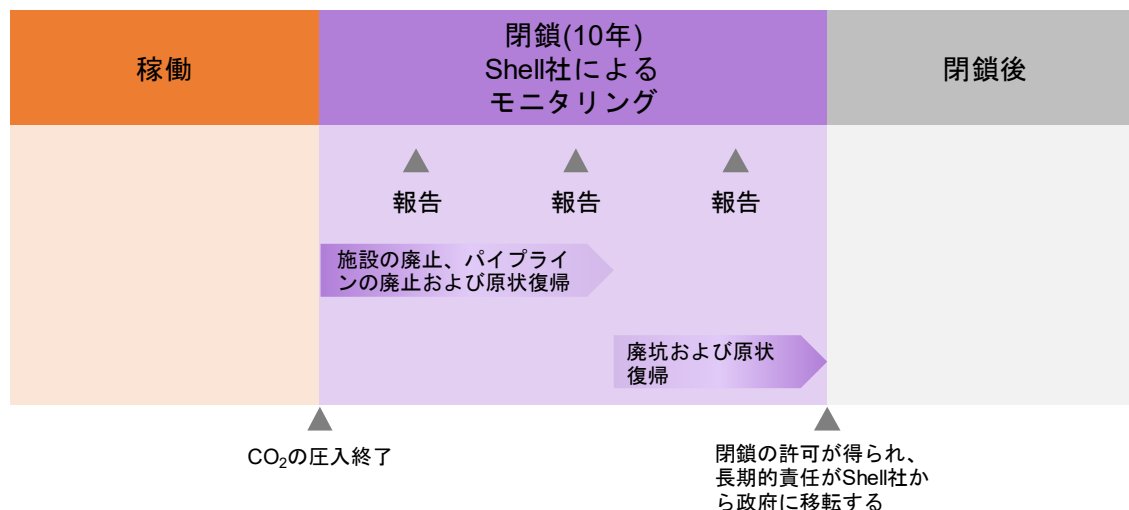 稼働
閉鎖(10年)
Shell社による
モニタリング
閉鎖後
報告
報告
報告
施設の廃止、パイプライ
ンの廃止および原状復帰
廃坑および原状
復帰
CO₂の圧入終了
閉鎖の許可が得られ、
長期的責任がShell社か
ら政府に移転する